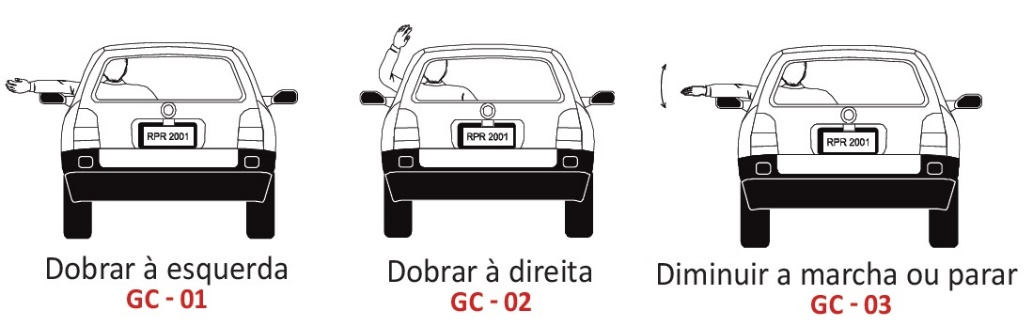 RPR 2001
Dobrar à esquerda
GC - 01
RPR 2001
Dobrar à direita
GC - 02
RPR 2001
Diminuir a marcha ou parar
GC - 03